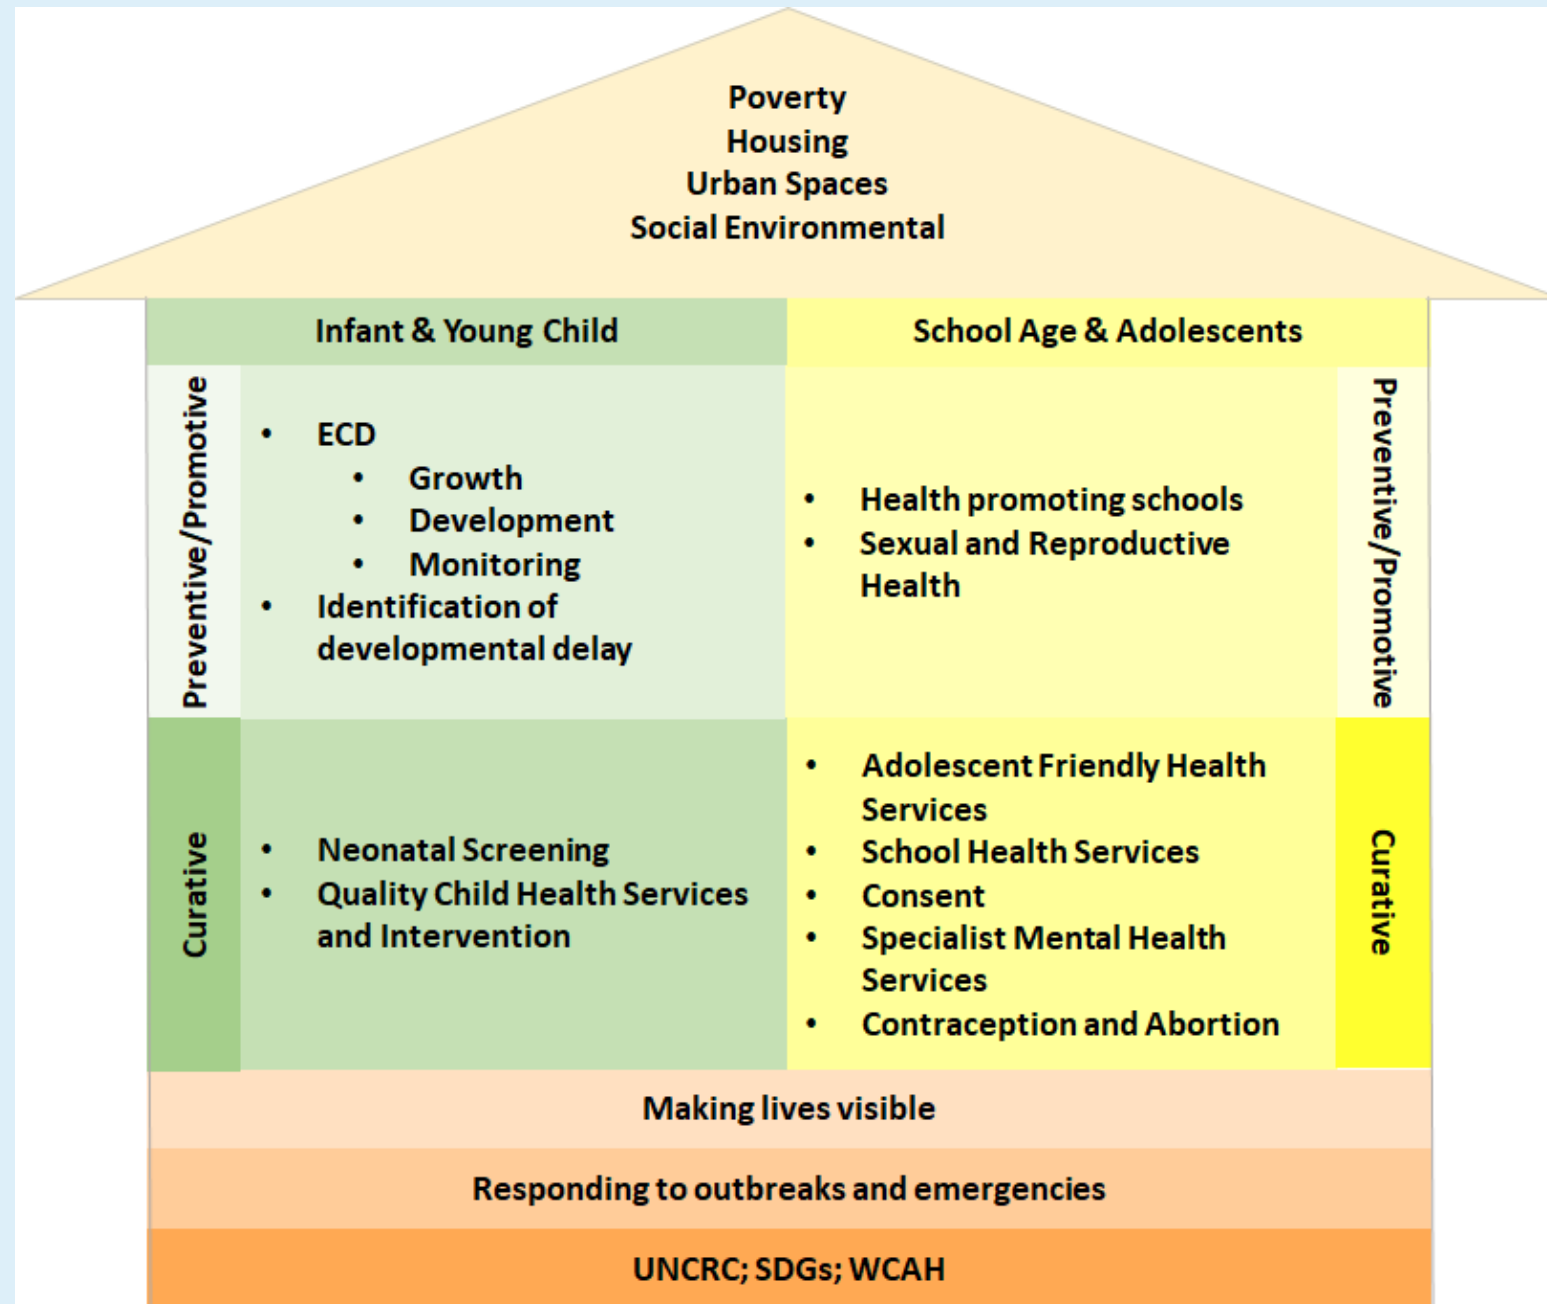 Poverty
Housing
Urban Spaces
Social Environmental
Infant & Young Child
School Age & Adolescents
Preventive/Promotive
• ECD
• Growth
• Development
• Monitoring
• Identification of
developmental delay
• Health promoting schools
• Sexual and Reproductive
Health
Preventive/Promotive
Curative
• Neonatal Screening
• Quality Child Health Services
and Intervention
• Adolescent Friendly Health
Services
• School Health Services
• Consent
• Specialist Mental Health
Services
• Contraception and Abortion
Curative
Making lives visible
Responding to outbreaks and emergencies
UNCRC; SDGs; WCAH